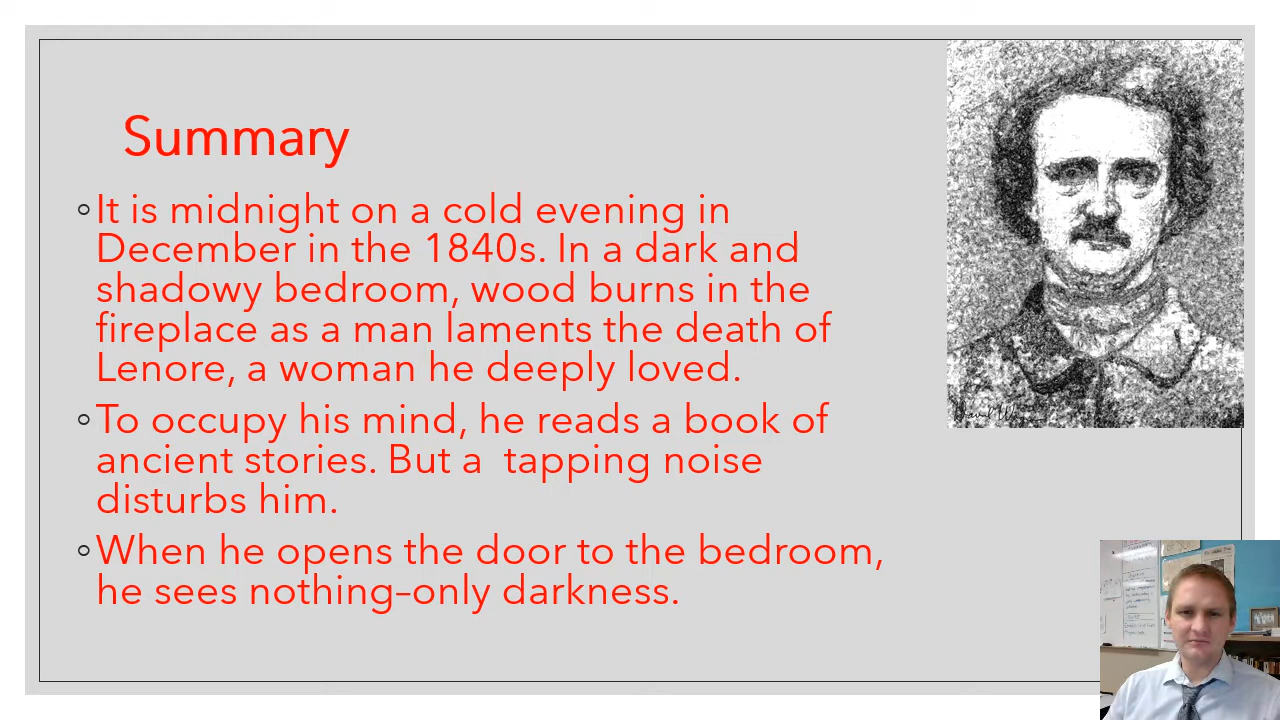 Summary
It is midnight on a cold evening in
December in the 1840s. In a dark and
shadowy bedroom, wood burns in the
fireplace as a man laments the death of
Lenore, a woman he deeply loved.
To occupy his mind, he reads a book of
ancient stories. But a  tapping noise
disturbs him.
When he opens the door to the bedroom,
he sees nothing–only darkness.